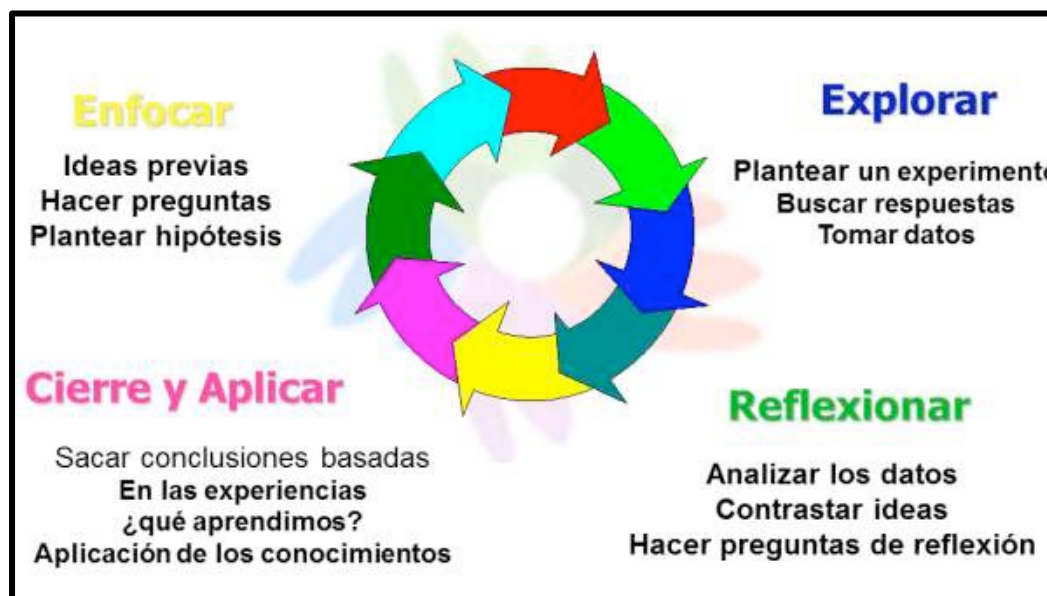 Enfocar
Ideas previas
Hacer preguntas
Plantear hipótesis
Explorar
Plantear un experimento
Buscar respuestas
Tomar datos
Cierre y Aplicar
Sacar conclusiones basadas
En las experiencias
¿qué aprendimos?
Aplicación de los conocimientos
Reflexionar
Analizar los datos
Contrastar ideas
Hacer preguntas de reflexión